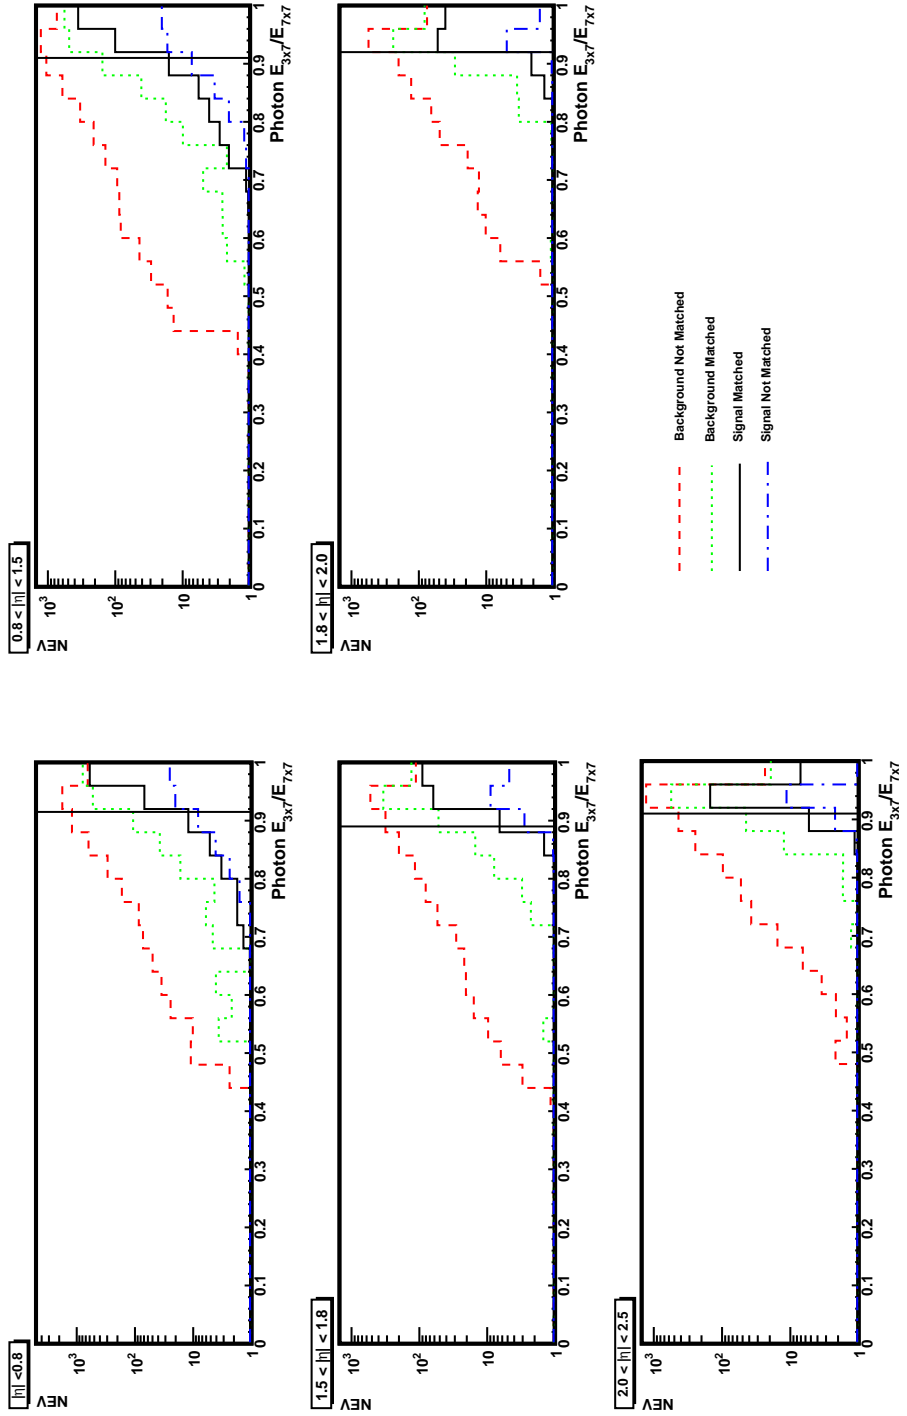 |η| <0.8
NEV
10³
10²
10
1
0 0.1 0.2 0.3 0.4 0.5 0.6 0.7 0.8 0.9 1
Photon E3x7/E7x7
0.8 < |η| < 1.5
NEV
10³
10²
10
1
0 0.1 0.2 0.3 0.4 0.5 0.6 0.7 0.8 0.9 1
Photon E3x7/E7x7
1.5 < |η| < 1.8
NEV
10³
10²
10
1
0 0.1 0.2 0.3 0.4 0.5 0.6 0.7 0.8 0.9 1
Photon E3x7/E7x7
1.8 < |η| < 2.0
NEV
10³
10²
10
1
0 0.1 0.2 0.3 0.4 0.5 0.6 0.7 0.8 0.9 1
Photon E3x7/E7x7
2.0 < |η| < 2.5
NEV
10³
10²
10
1
0 0.1 0.2 0.3 0.4 0.5 0.6 0.7 0.8 0.9 1
Photon E3x7/E7x7
Background Not Matched
Background Matched
Signal Matched
Signal Not Matched